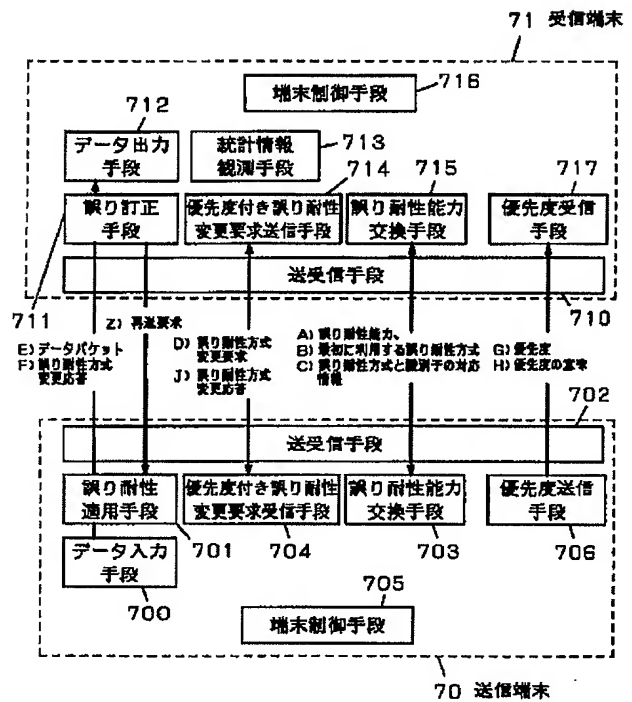 71 受信端末
端末制御手段
716
712
データ出力
手段
統計情報
観測手段
713
714
715
717
誤り訂正
手段
優先度付き誤り耐性
変更要求送信手段
誤り耐性能力
交換手段
優先度受信
手段
送受信手段
711
710
Z) 再送要求
E) データパケット
F) 誤り耐性方式
変更応答
D) 誤り耐性方式
変更要求
J) 誤り耐性方式
変更応答
A) 誤り耐性能力、
B) 最初に利用する誤り耐性方式
C) 誤り耐性方式と識別子の対応
情報
G) 優先度
H) 優先度の意味
702
送受信手段
誤り耐性
適用手段
優先度付き誤り耐性
変更要求受信手段
誤り耐性能力
交換手段
優先度送信
手段
701
704
703
706
データ入力
手段
700
705
端末制御手段
70 送信端末